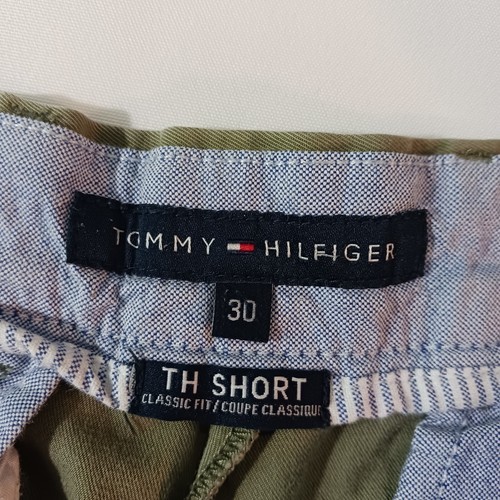 TOMMY HILFIGER
30
TH SHORT
CLASSIC FIT/COUPE CLASSIQUE